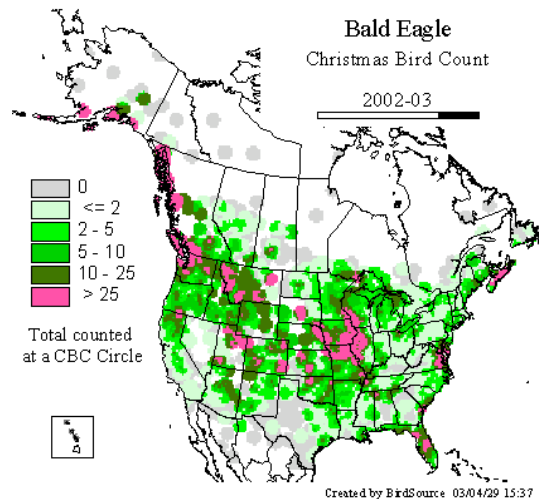 Bald Eagle
Christmas Bird Count
2002-03
0
<= 2
2 - 5
5 - 10
10 - 25
> 25
Total counted
at a CBC Circle
Created by BirdSource 03/04/29 15:37